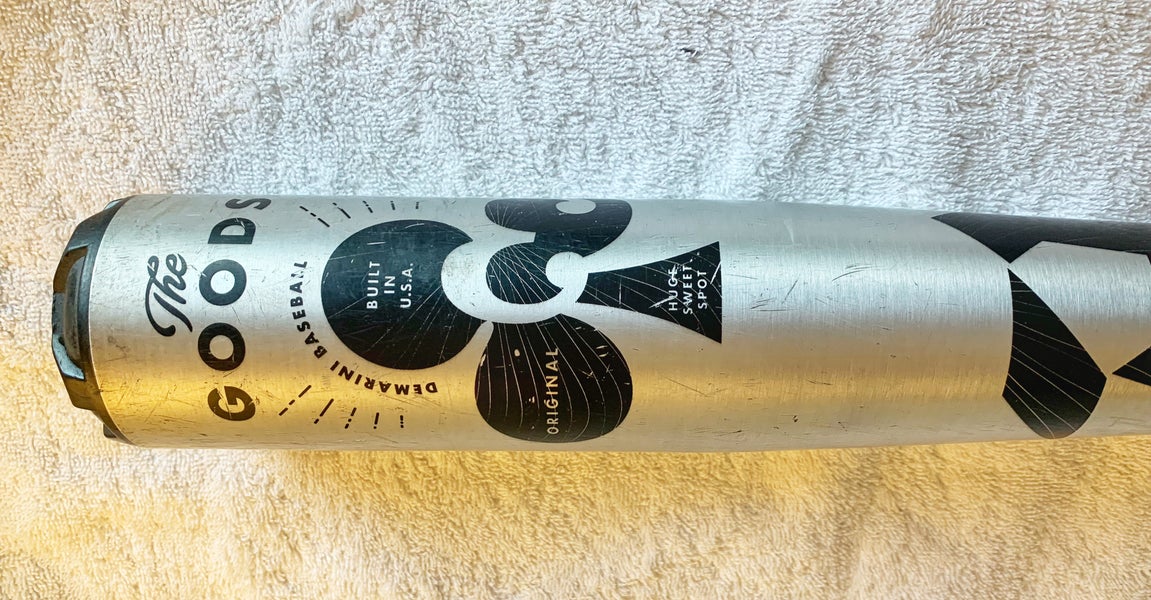 The
GOODS
DEMARINI BASEBALL
BUILT
IN
U.S.A.
ORIGINAL
HUGE
SWEET
SPOT